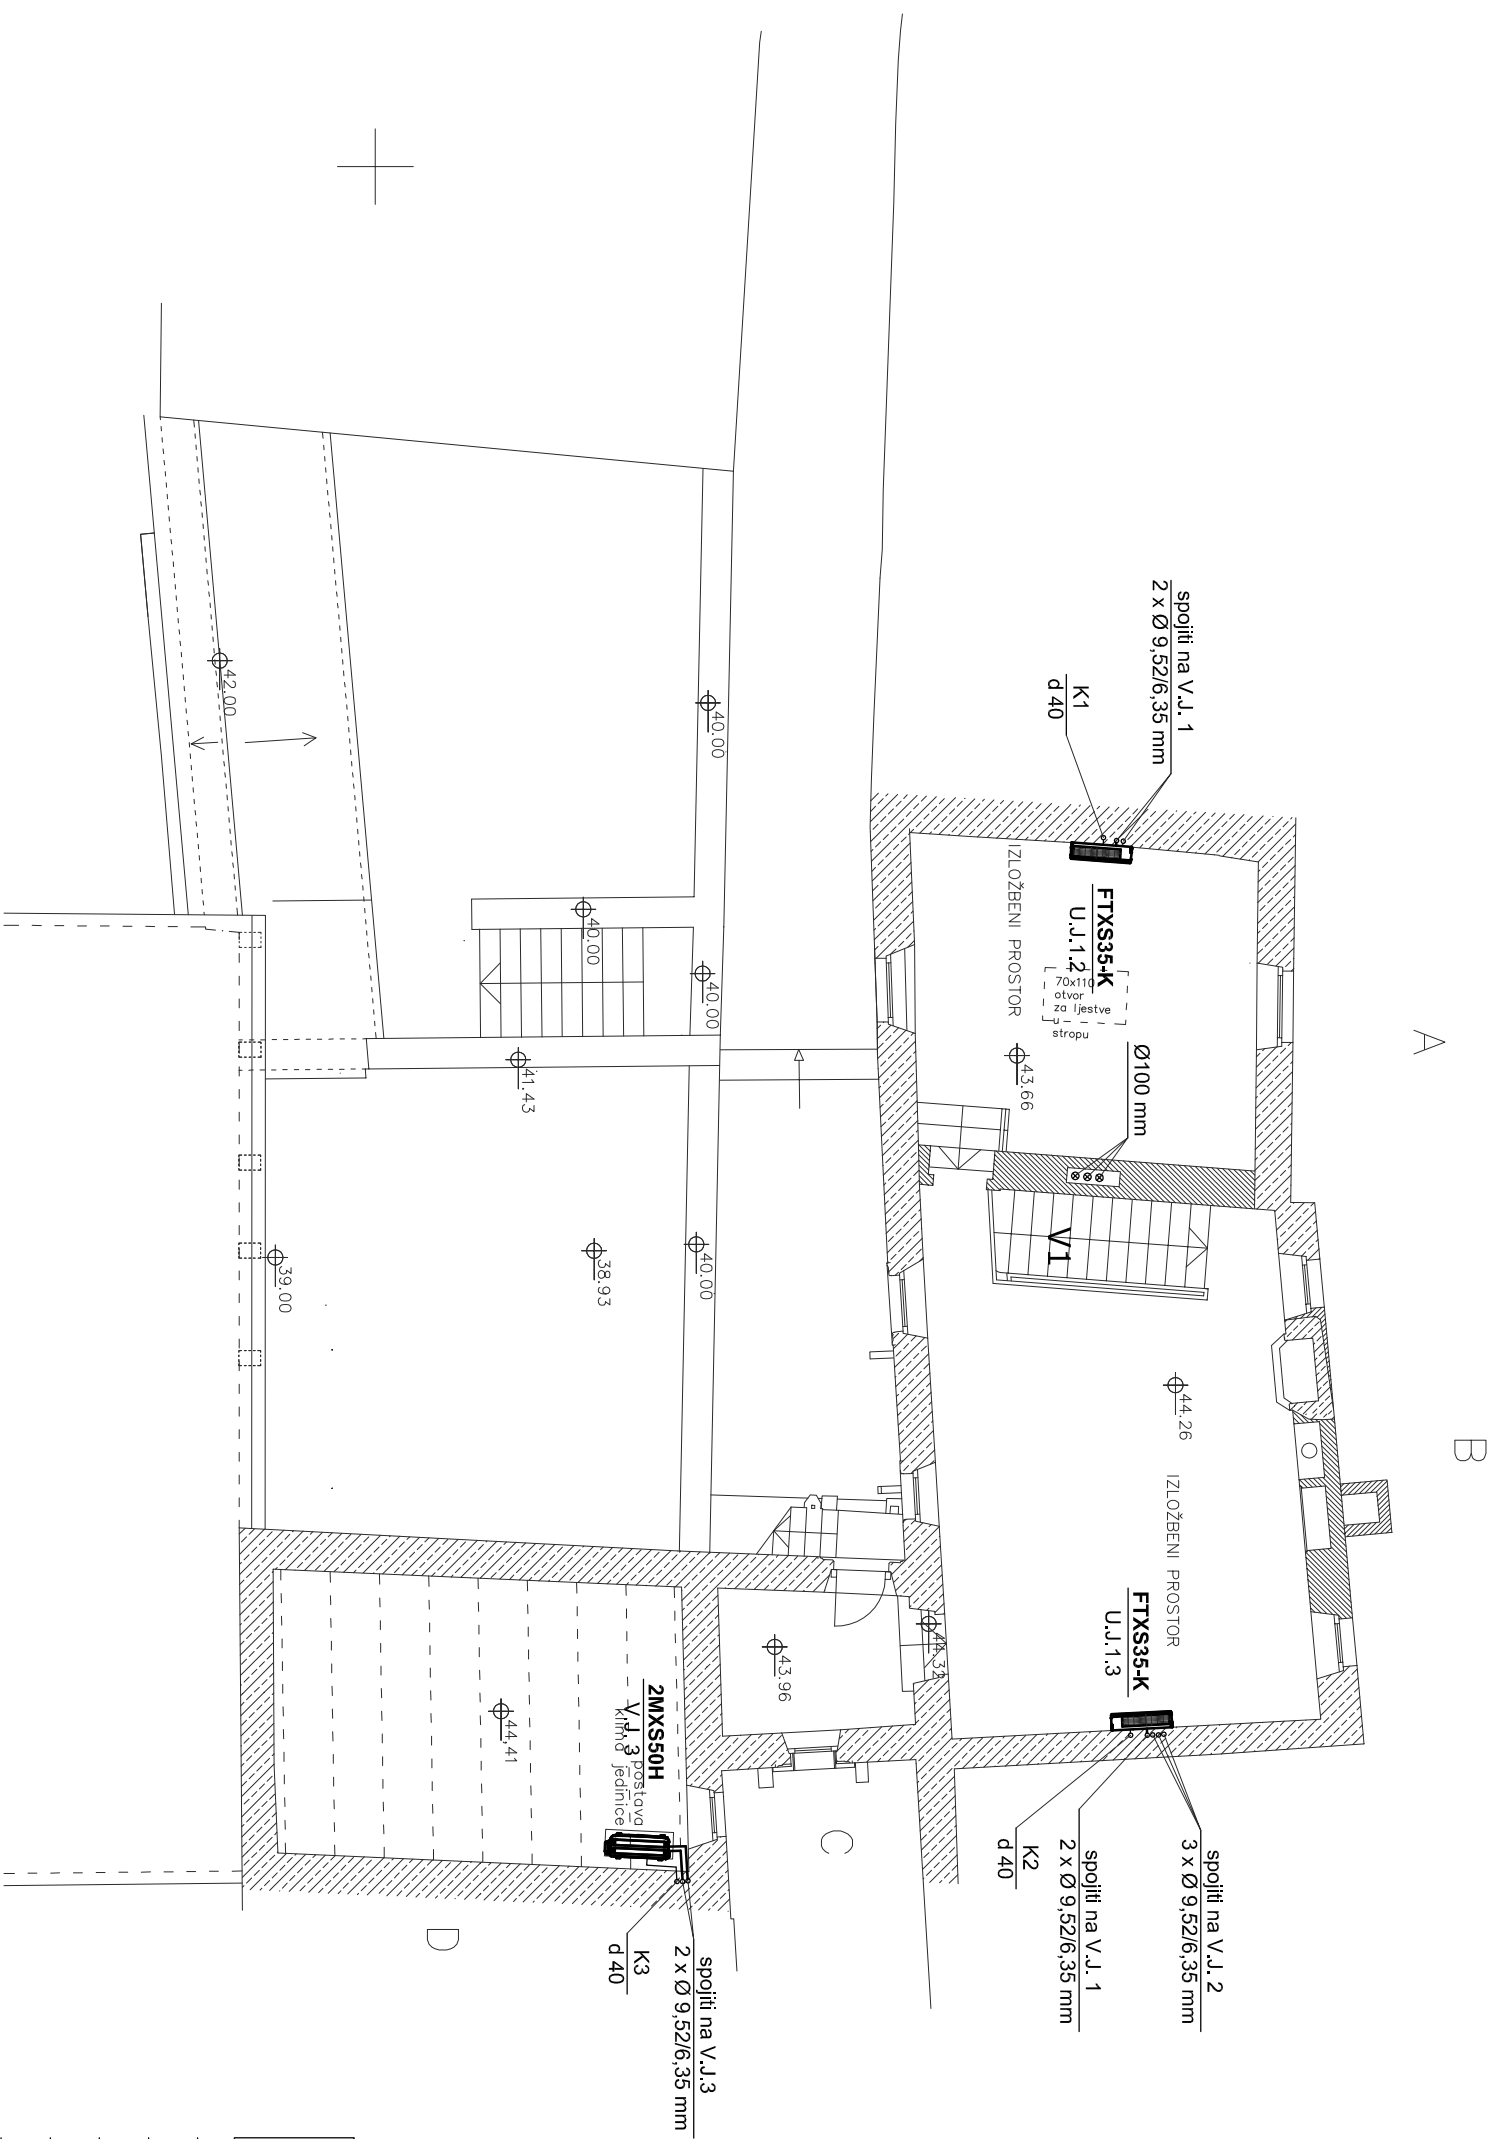 A
B
C
D
spojiti na V.J. 1
2 x Ø 9,52/6,35 mm
K1
d 40
FTXS35-K
U.J.1.2
IZLOŽBENI PROSTOR
70x110
otvor
za ljestve
u
stropu
43.66
Ø100 mm
V1
44.26
IZLOŽBENI PROSTOR
FTXS35-K
U.J.1.3
spojiti na V.J. 2
3 x Ø 9,52/6,35 mm
spojiti na V.J. 1
2 x Ø 9,52/6,35 mm
K2
d 40
44.32
43.96
2MXS50H
V.J. 3
postava
klima jedinice
44,41
spojiti na V.J.3
2 x Ø 9,52/6,35 mm
K3
d 40
42.00
40.00
40.00
40.00
41.43
40.00
38.93
39.00